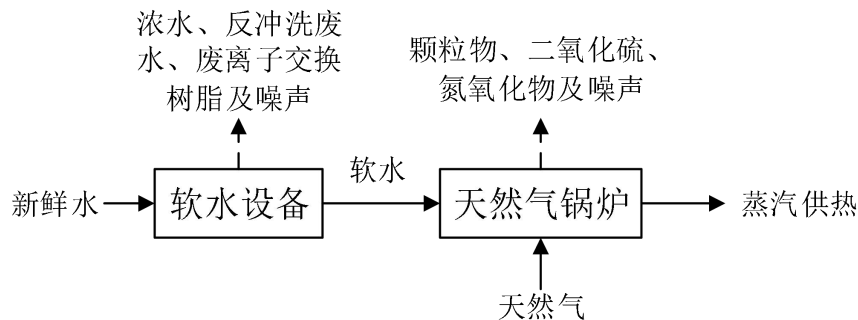 浓水、反冲洗废
水、废离子交换
树脂及噪声
颗粒物、二氧化硫、
氮氧化物及噪声
新鲜水
软水设备
软水
天然气锅炉
蒸汽供热
天然气